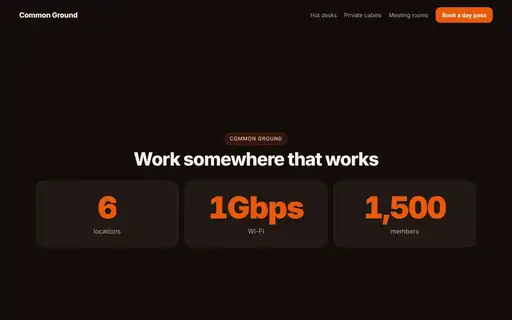 Common Ground
Hot desks
Private cabins
Meeting rooms
Book a day pass
COMMON GROUND
Work somewhere that works
6
locations
1Gbps
Wi-Fi
1,500
members